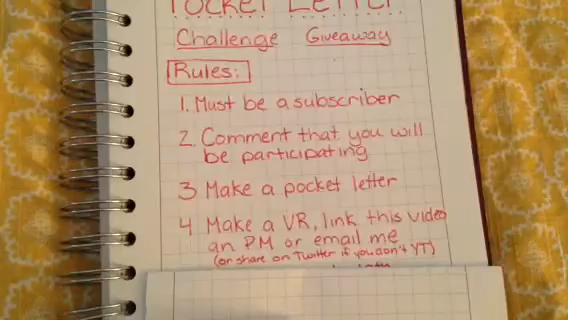 POCKET LETTER
Challenge Giveaway
Rules:
1. Must be a subscriber
2. Comment that you will
be participating
3 Make a pocket letter
4 Make a VR, link this video
an PM or email me
(or share on Twitter if you don't YT)